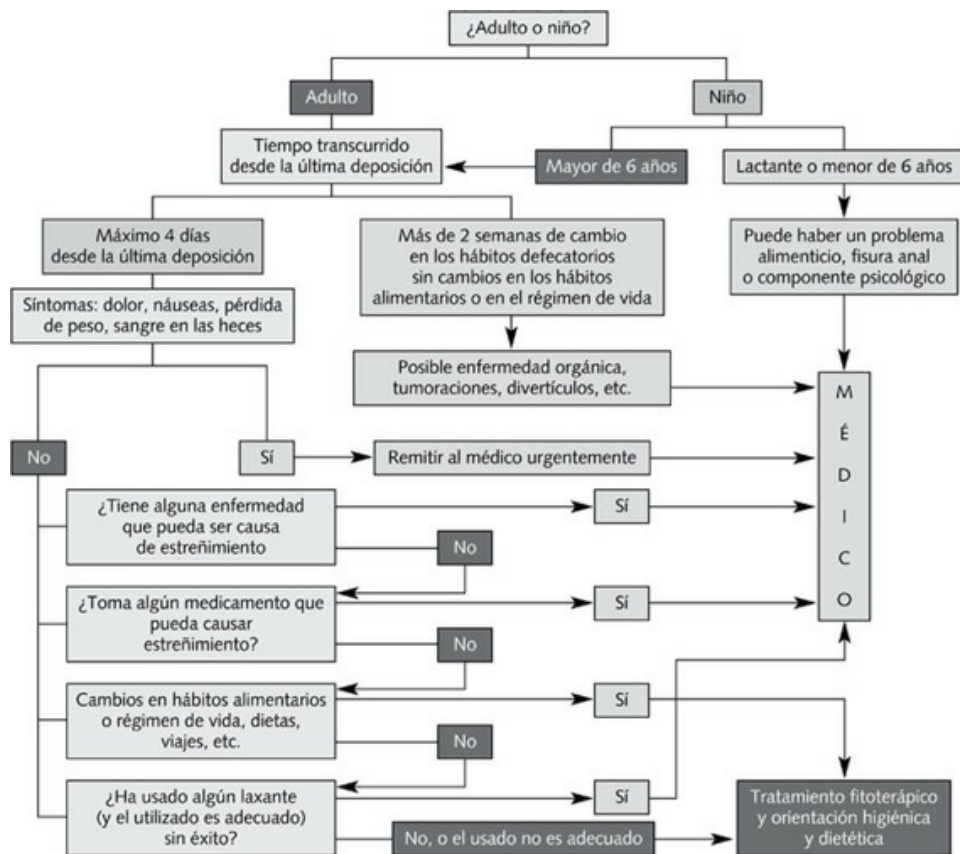 ¿Adulto o niño?
Adulto
Niño
Tiempo transcurrido
desde la última deposición
Mayor de 6 años
Lactante o menor de 6 años
Máximo 4 días
desde la última deposición
Más de 2 semanas de cambio
en los hábitos defecatorios
sin cambios en los hábitos
alimentarios o en el régimen de vida
Puede haber un problema
alimenticio, fisura anal
o componente psicológico
Síntomas: dolor, náuseas, pérdida
de peso, sangre en las heces
Posible enfermedad orgánica,
tumoraciones, divertículos, etc.
M
É
D
I
C
O
No
Sí
Remitir al médico urgentemente
¿Tiene alguna enfermedad
que pueda ser causa
de estreñimiento
Sí
No
¿Toma algún medicamento que
pueda causar
estreñimiento?
Sí
No
Cambios en hábitos alimentarios
o régimen de vida, dietas,
viajes, etc.
Sí
No
¿Ha usado algún laxante
(y el utilizado es adecuado)
sin éxito?
Sí
No, o el usado no es adecuado
Tratamiento fitoterápico
y orientación higiénica
y dietética